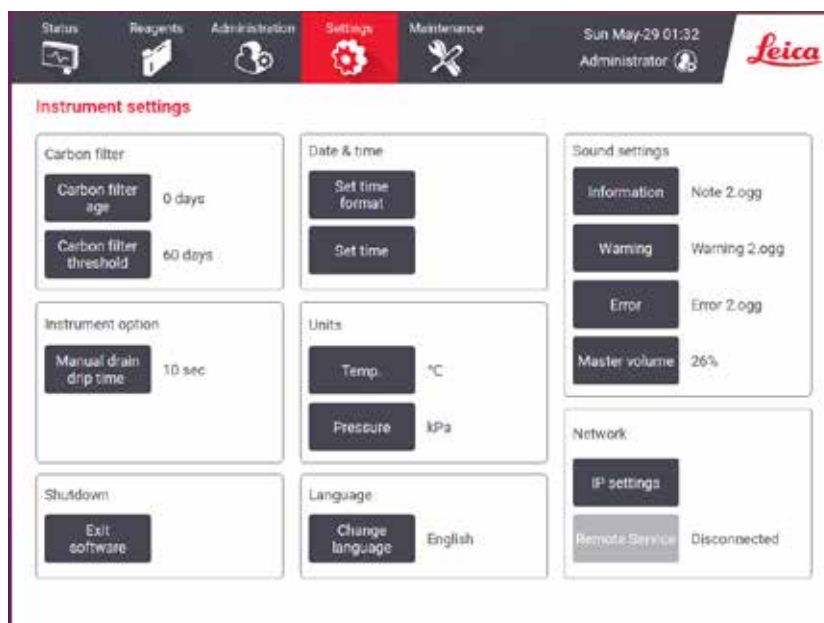 Status
Reagents
Administration
Settings
Maintenance
Sun May-29 01:32
Administrator
Leica
Instrument settings
Carbon filter
Carbon filter
age
0 days
Carbon filter
threshold
60 days
Date & time
Set time
format
Set time
Sound settings
Information
Note 2.ogg
Warning
Warning 2.ogg
Error
Error 2.ogg
Master volume
26%
Instrument option
Manual drain
drip time
10 sec
Units
Temp.
°C
Pressure
kPa
Network
IP settings
Remote Service
Disconnected
Shutdown
Exit
software
Language
Change
language
English